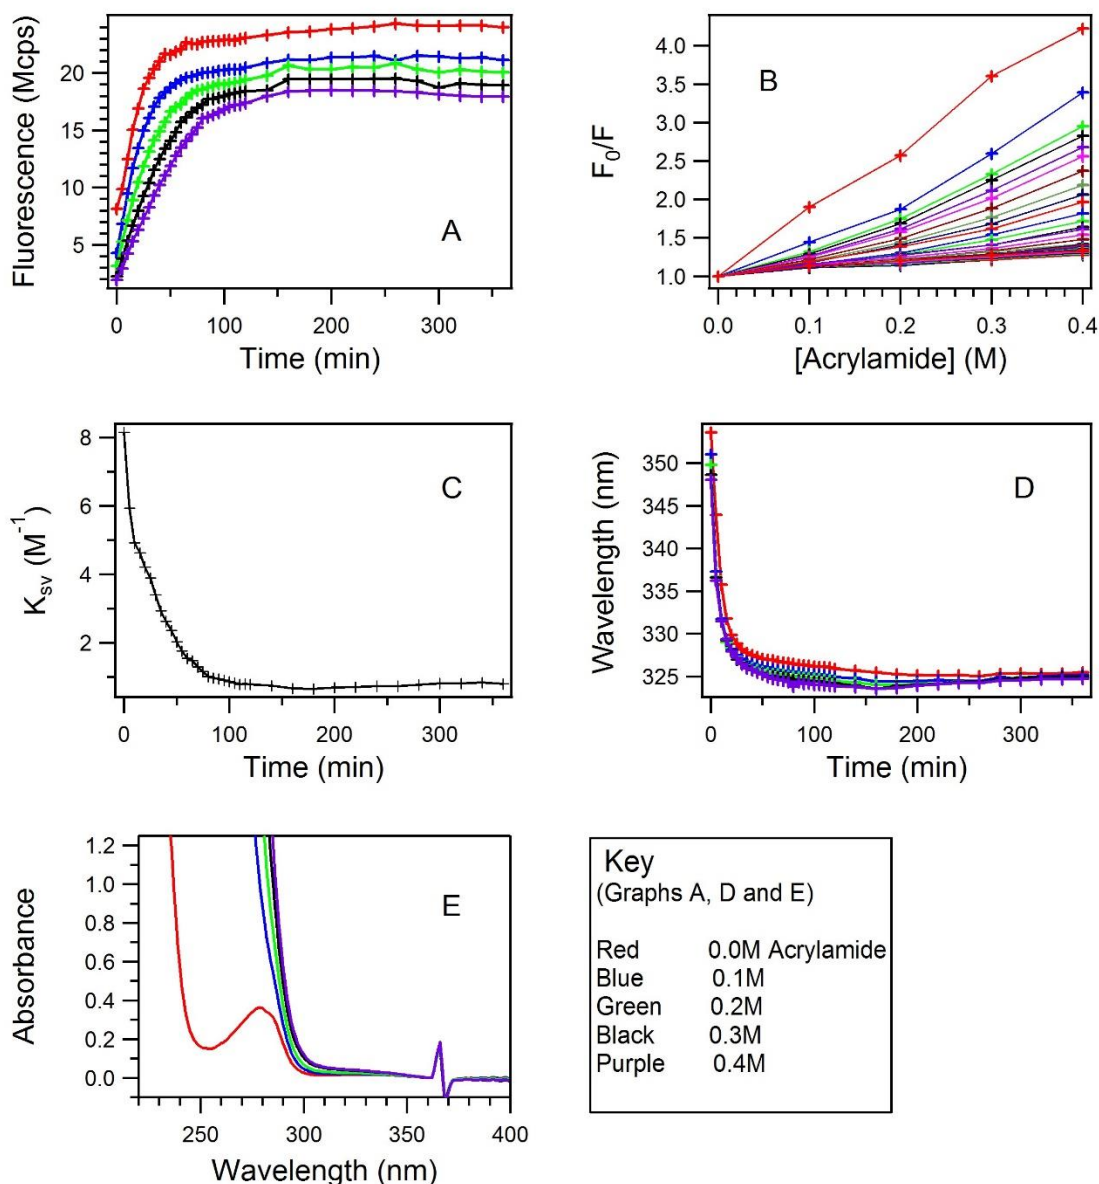 Fluorescence (Mcps)
20
15
10
5
A
0 100 200 300
Time (min)
F0/F
4.0
3.5
3.0
2.5
2.0
1.5
1.0
B
0.0 0.1 0.2 0.3 0.4
[Acrylamide] (M)
Ksv (M-1)
8
6
4
2
C
0 100 200 300
Time (min)
Wavelength (nm)
350
345
340
335
330
325
D
0 100 200 300
Time (min)
Absorbance
1.2
1.0
0.8
0.6
0.4
0.2
0.0
E
250 300 350 400
Wavelength (nm)
Key
(Graphs A, D and E)
Red 0.0M Acrylamide
Blue 0.1M
Green 0.2M
Black 0.3M
Purple 0.4M